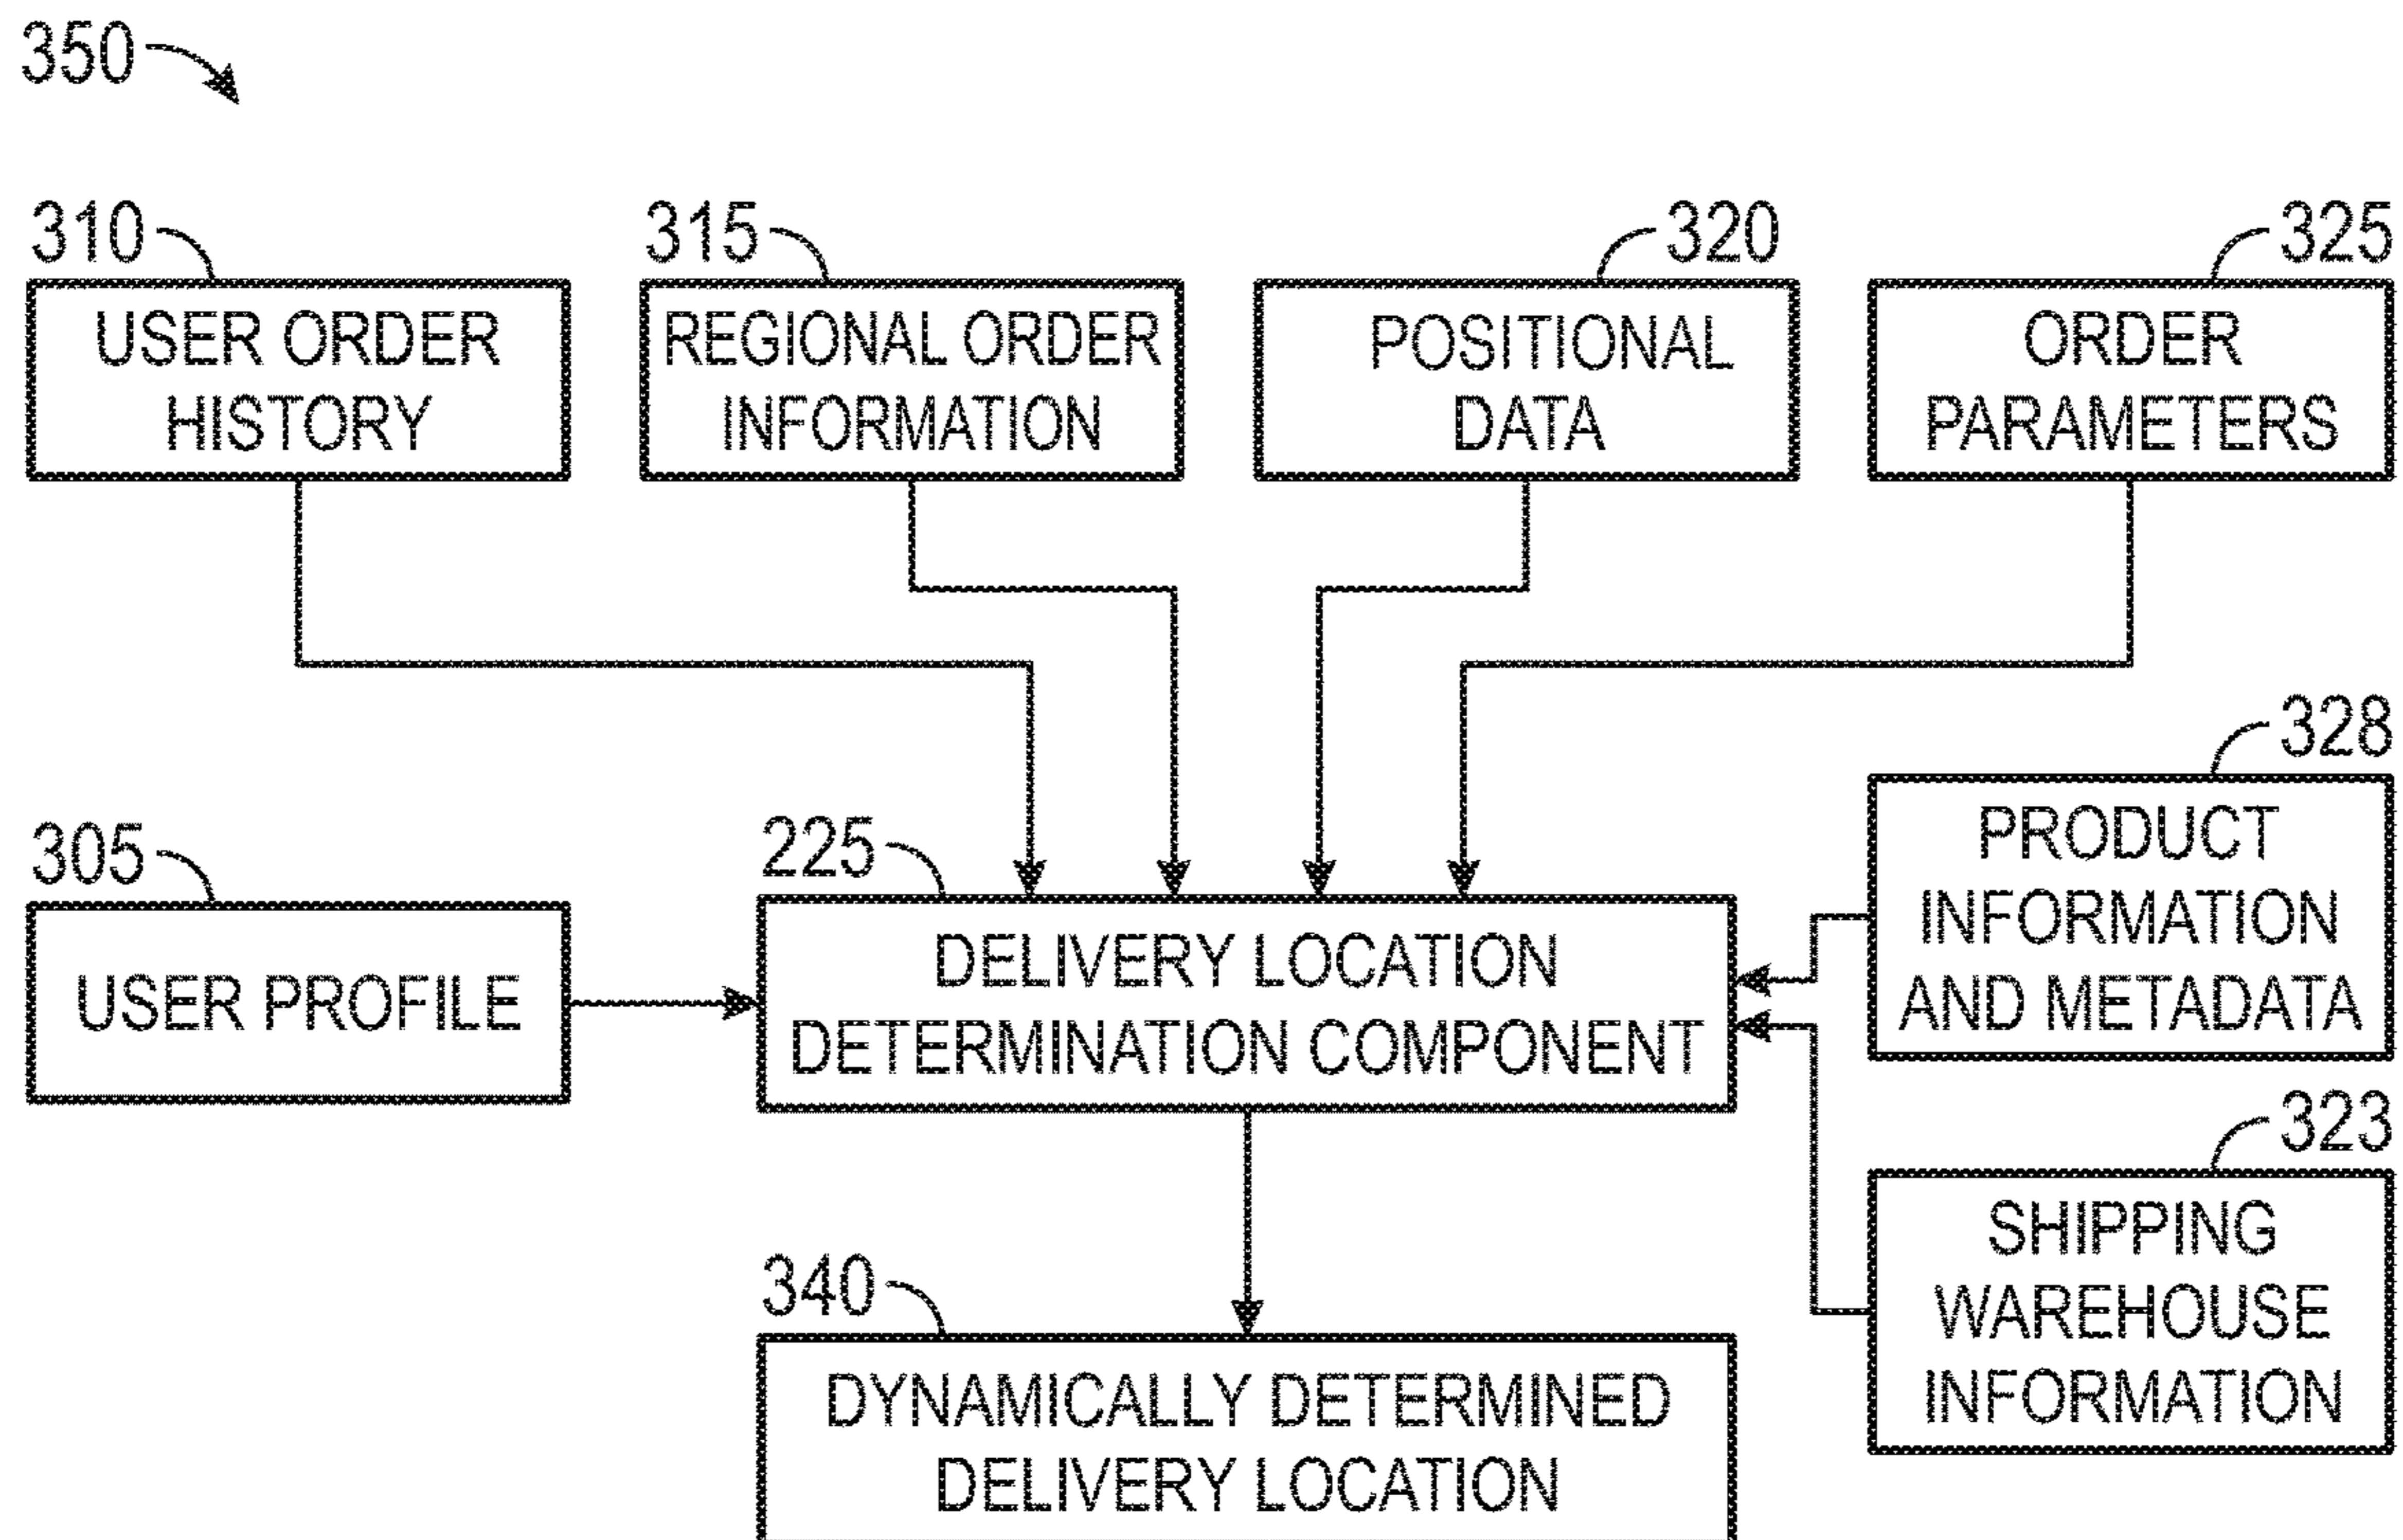 350
310
USER ORDER
HISTORY
315
REGIONAL ORDER
INFORMATION
320
POSITIONAL
DATA
325
ORDER
PARAMETERS
305
USER PROFILE
225
DELIVERY LOCATION
DETERMINATION COMPONENT
328
PRODUCT
INFORMATION
AND METADATA
323
SHIPPING
WAREHOUSE
INFORMATION
340
DYNAMICALLY DETERMINED
DELIVERY LOCATION